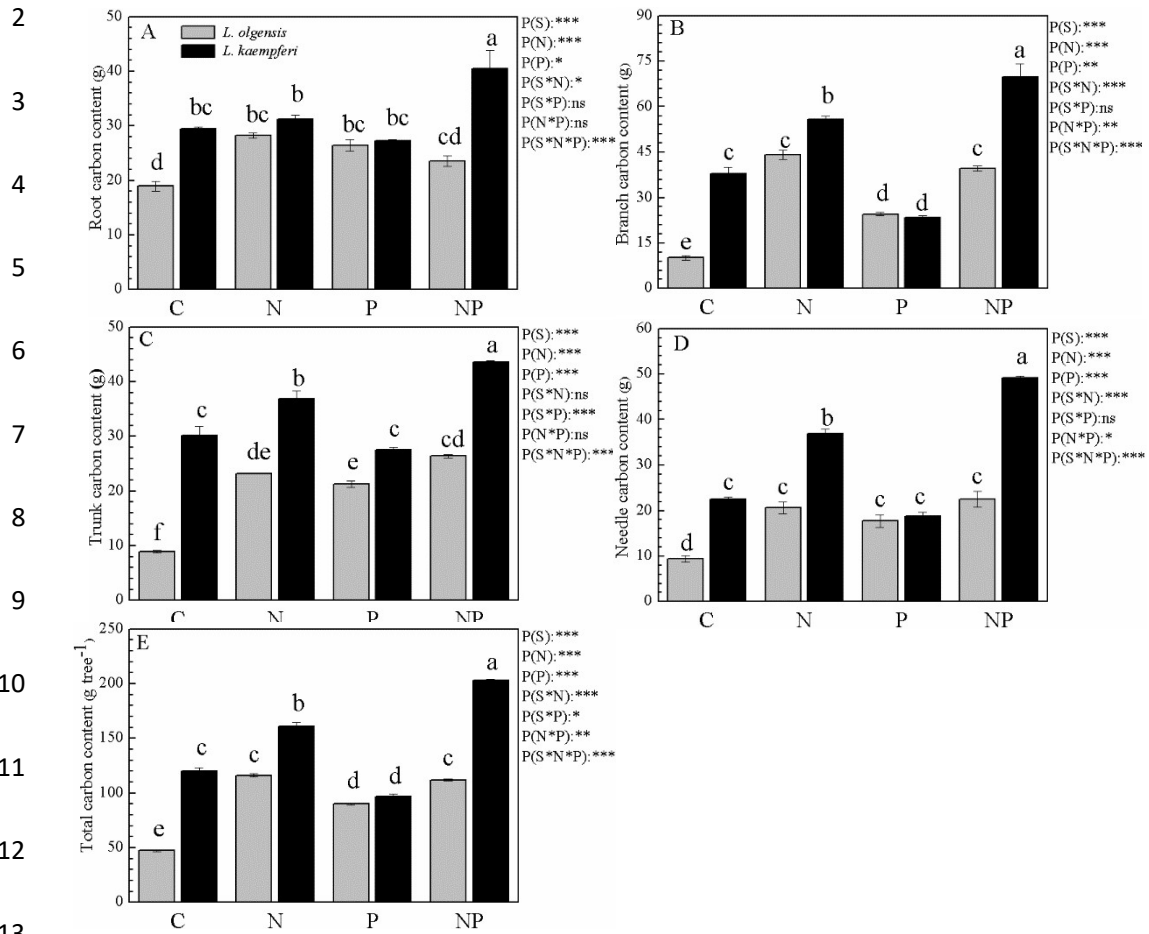 2
3
4
5
6
7
8
9
10
11
12
13
A
L. olgensis
L. kaempferi
Root carbon content (g)
50
40
30
20
10
0
d
bc
bc
b
bc
bc
cd
a
C
N
P
NP
P(S):***
P(N):***
P(P):*
P(S*N):*
P(S*P):ns
P(N*P):ns
P(S*N*P):***
B
Branch carbon content (g)
90
75
60
45
30
15
0
e
c
c
b
d
d
c
a
C
N
P
NP
P(S):***
P(N):***
P(P):**
P(S*N):***
P(S*P):ns
P(N*P):**
P(S*N*P):***
C
Trunk carbon content (g)
50
40
30
20
10
0
f
c
de
b
e
c
cd
a
C
N
P
NP
P(S):***
P(N):***
P(P):***
P(S*N):ns
P(S*P):***
P(N*P):ns
P(S*N*P):***
D
Needle carbon content (g)
60
50
40
30
20
10
0
d
c
c
b
c
c
c
a
C
N
P
NP
P(S):***
P(N):***
P(P):***
P(S*N):***
P(S*P):ns
P(N*P):*
P(S*N*P):***
E
Total carbon content (g tree⁻¹)
250
200
150
100
50
0
e
c
c
b
d
d
c
a
C
N
P
NP
P(S):***
P(N):***
P(P):***
P(S*N):***
P(S*P):*
P(N*P):**
P(S*N*P):***